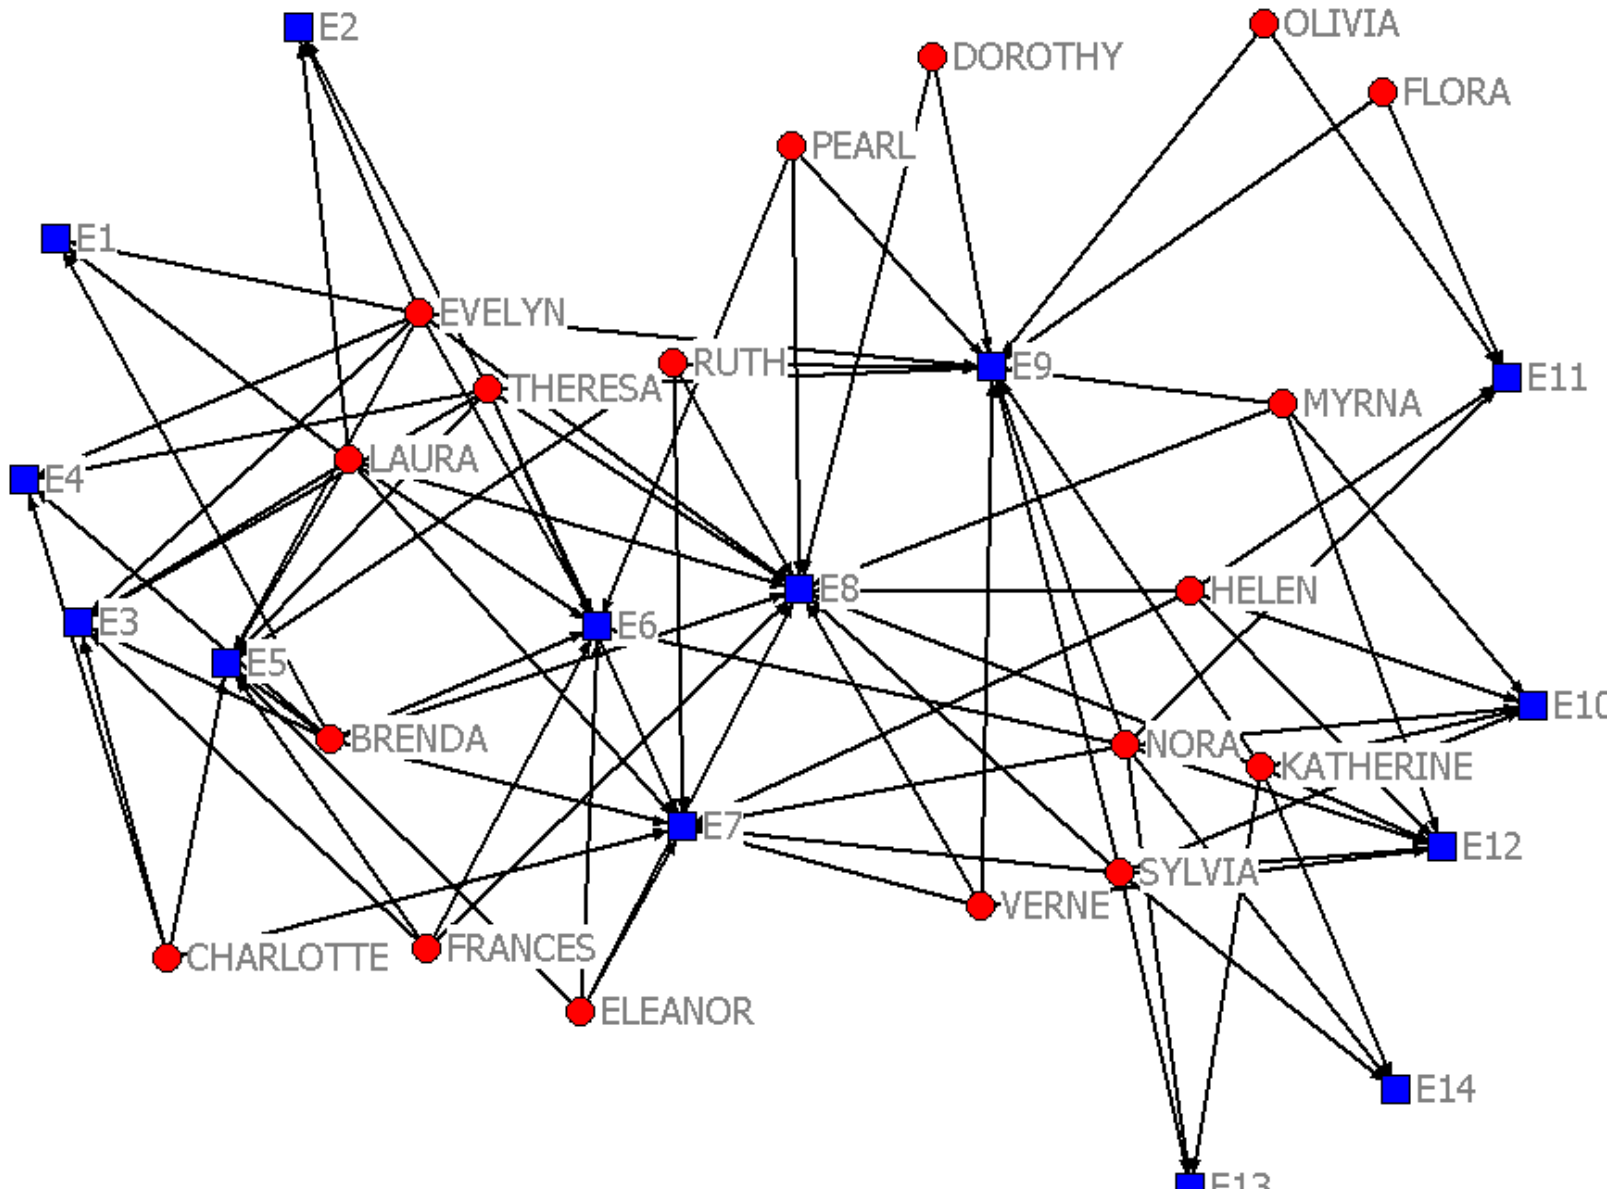 E2
OLIVIA
DOROTHY
FLORA
PEARL
E1
EVELYN
RUTH
E9
E11
THERESA
MYRNA
LAURA
E4
E8
HELEN
E3
E6
E5
E10
BRENDA
NORA
KATHERINE
E7
E12
SYLVIA
VERNE
FRANCES
CHARLOTTE
ELEANOR
E14
E13